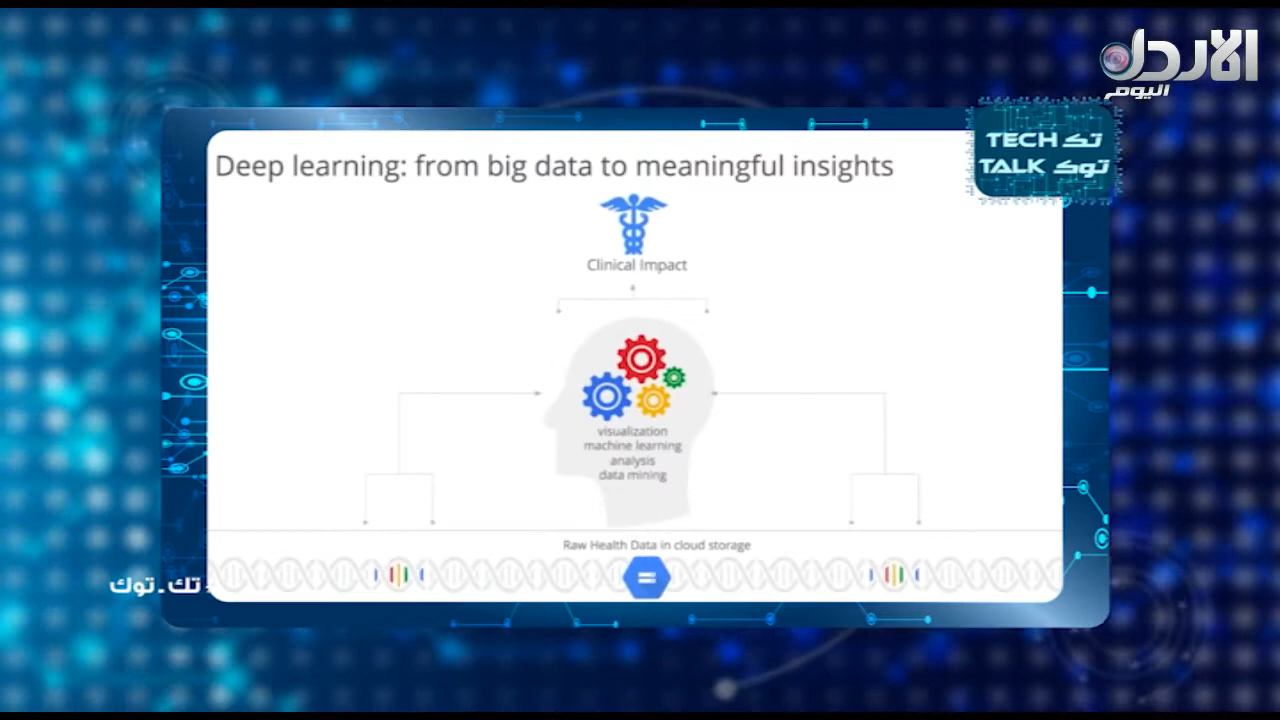 الاردن
اليوم
TECH تك
TALK توك
Deep learning: from big data to meaningful insights
Clinical Impact
visualization
machine learning
analysis
data mining
Raw Health Data in cloud storage
تك.توك